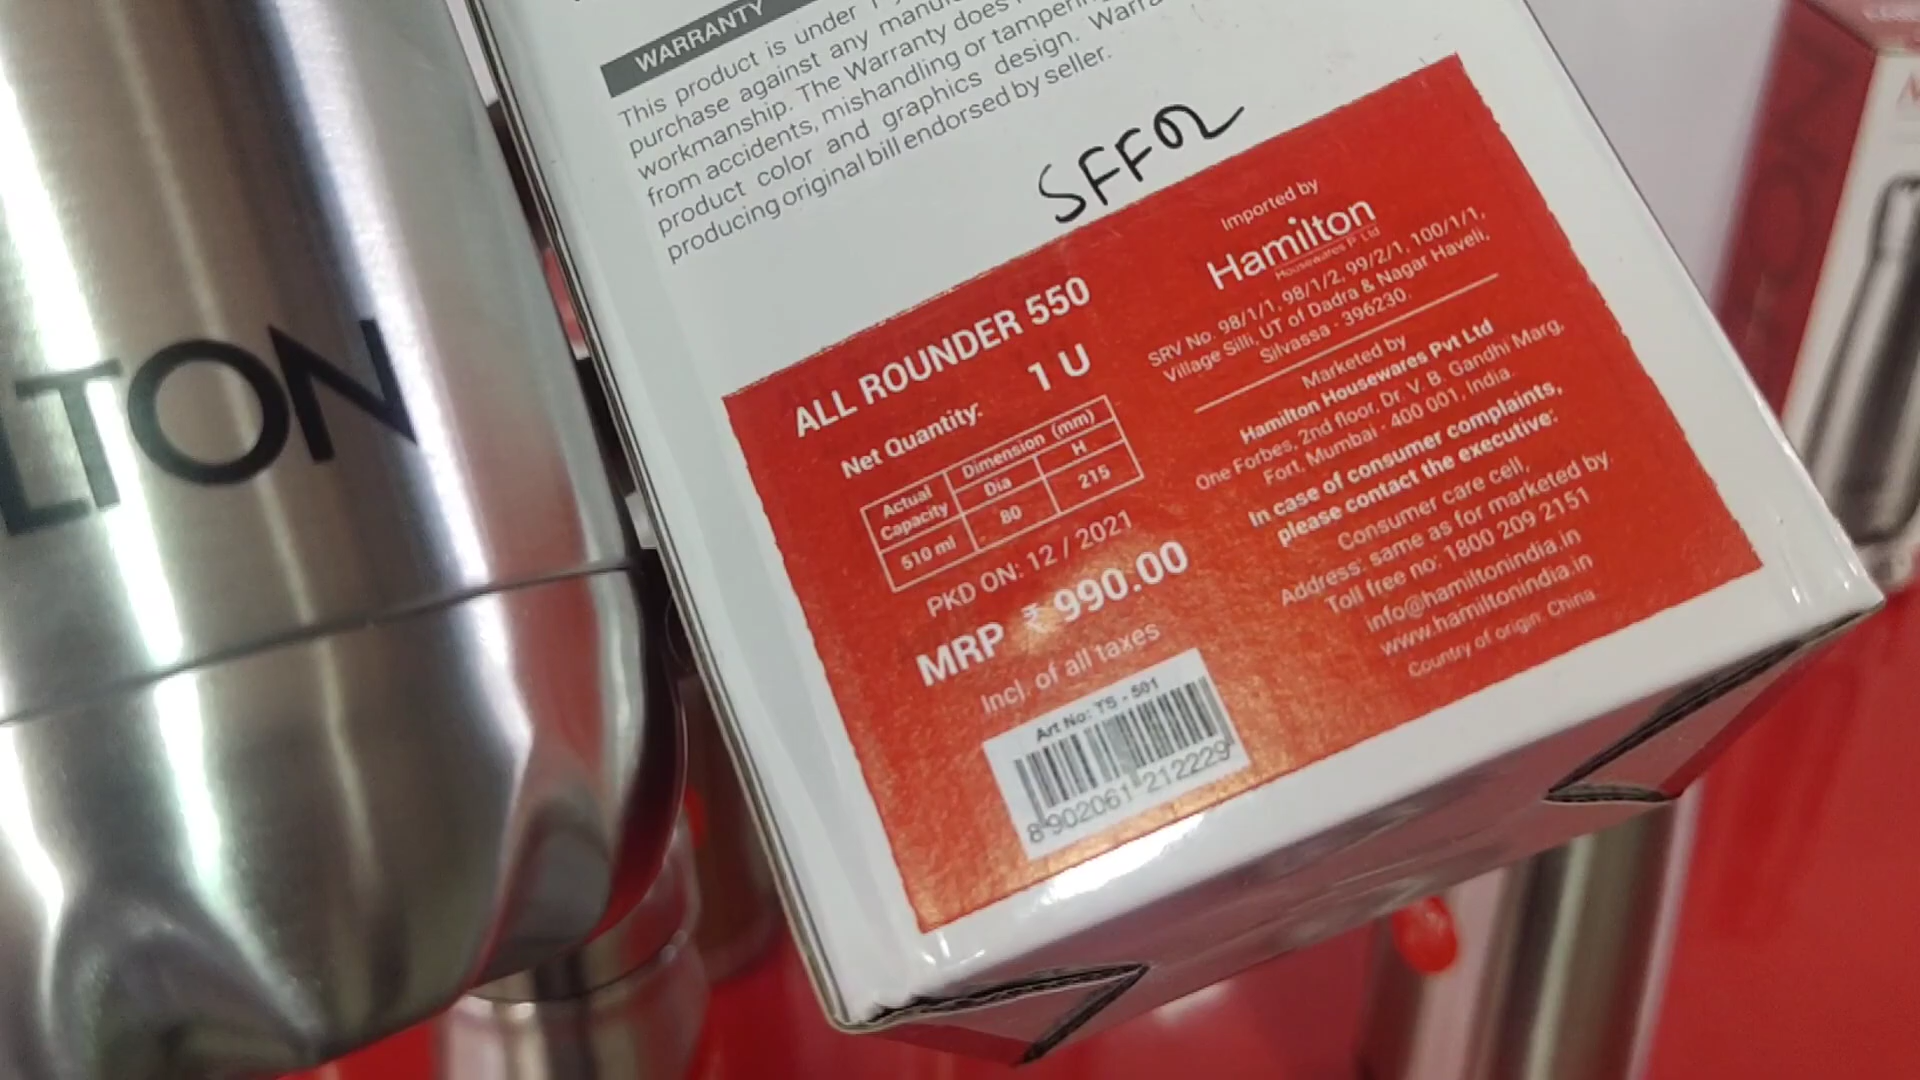 LTON
WARRANTY
This product is under 1
purchase against any
workmanship. The Warranty does
from accidents, mishandling or tampering
product color and graphics design.
producing original bill endorsed by seller.
SFF02
ALL ROUNDER 550
Net Quantity: 1 U
Actual Capacity Dimension (mm)
Dia H
510 ml 80 215
PKD ON: 12 / 2021
MRP ₹ 990.00
Incl. of all taxes
Art No: TS - 501
8 902061 212229
Imported by
Hamilton
Housewares P. Ltd
SRV No. 98/1/1, 98/1/2, 99/2/1, 100/1/1,
Village Silli, UT of Dadra & Nagar Haveli,
Silvassa - 396230.
Marketed by
Hamilton Housewares Pvt Ltd
One Forbes, 2nd floor, Dr. V. B. Gandhi Marg,
Fort, Mumbai - 400 001, India.
In case of consumer complaints,
please contact the executive:
Consumer care cell,
Address: same as for marketed by.
Toll free no: 1800 209 2151
info@hamiltonindia.in
www.hamiltonindia.in
Country of origin: China